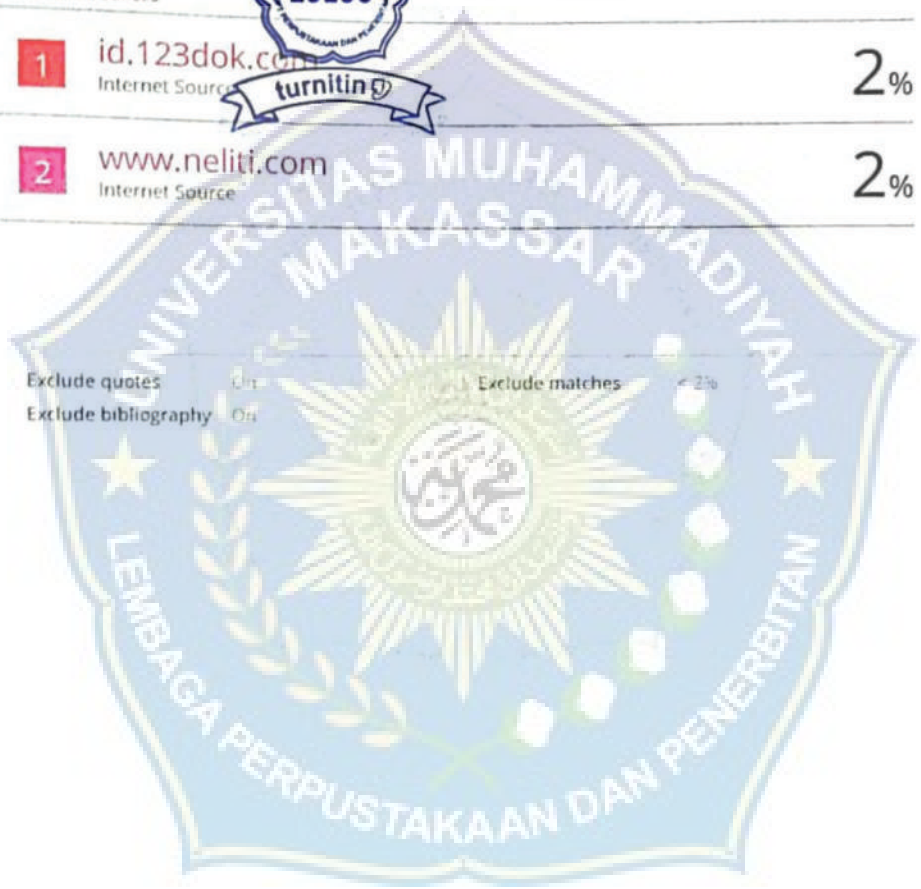 1 id.123dok.com 2%
Internet Source
turnitin
2 www.neliti.com 2%
Internet Source
UNIVERSITAS MUHAMMADIYAH
MAKASSAR
Exclude quotes On Exclude matches < 2%
Exclude bibliography On
LEMBAGA PERPUSTAKAAN DAN PENERBITAN